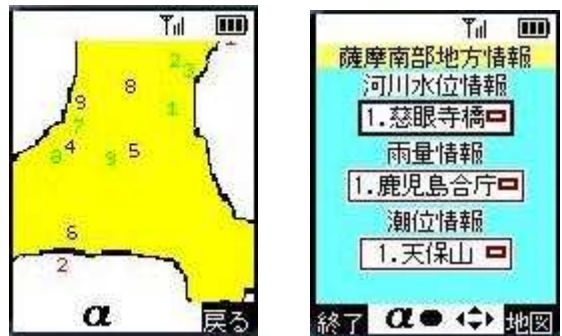 2
3
8
9
1
7
4
8
9
5
6
2
α
戻る
薩摩南部地方情報
河川水位情報
1.慈眼寺橋
雨量情報
1.鹿児島合庁
潮位情報
1.天保山
終了 α 地図